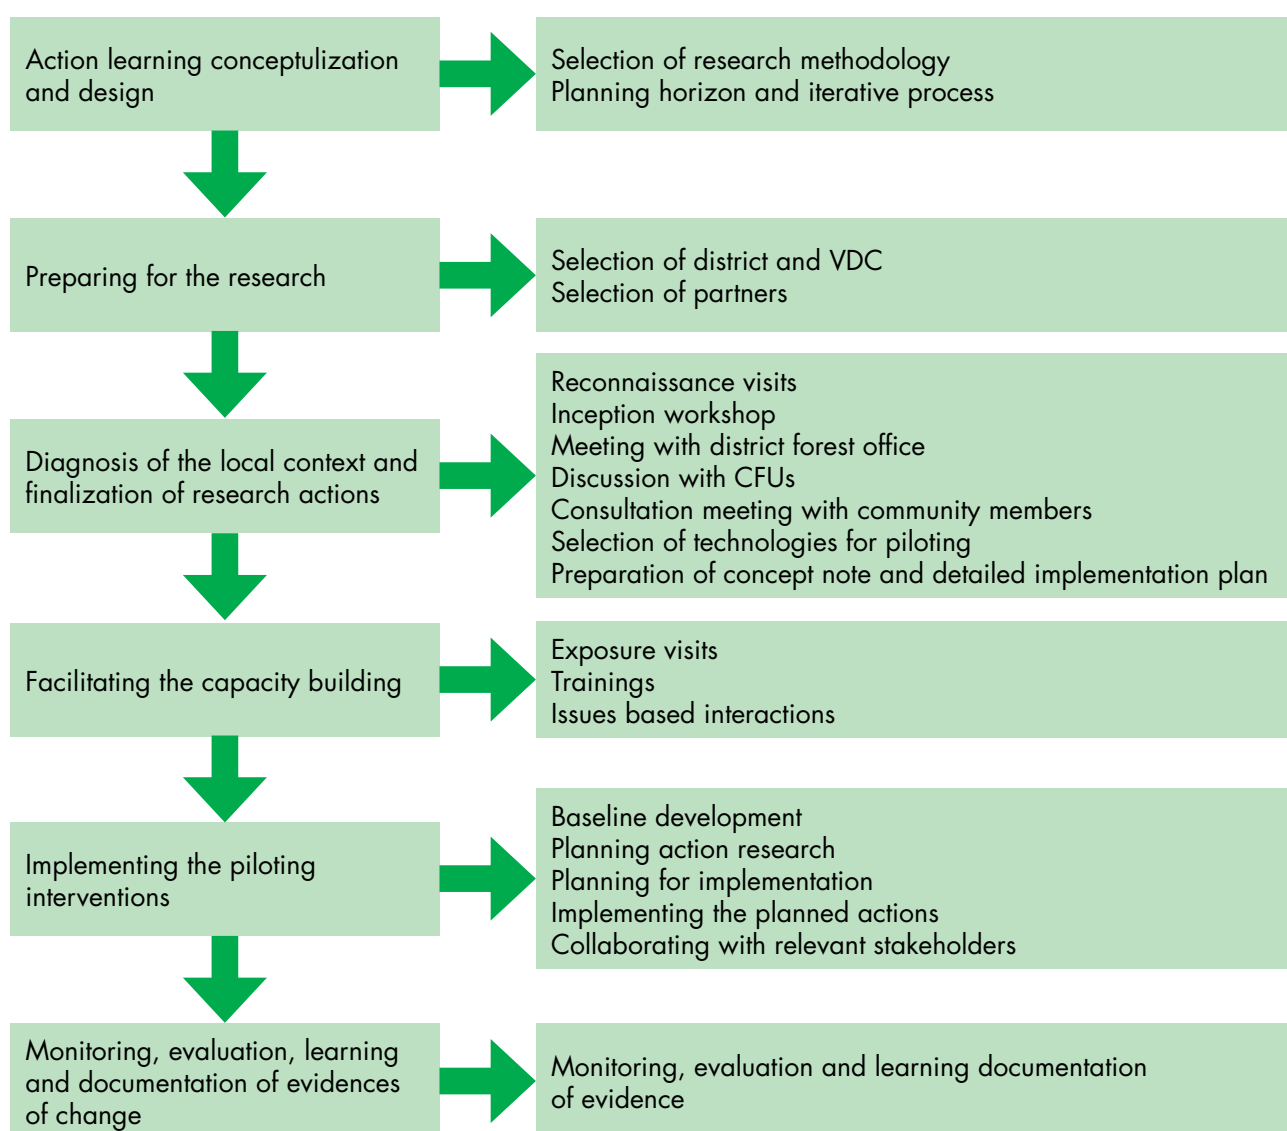 Action learning conceptulization
and design
Selection of research methodology
Planning horizon and iterative process
Preparing for the research
Selection of district and VDC
Selection of partners
Diagnosis of the local context and
finalization of research actions
Reconnaissance visits
Inception workshop
Meeting with district forest office
Discussion with CFUs
Consultation meeting with community members
Selection of technologies for piloting
Preparation of concept note and detailed implementation plan
Facilitating the capacity building
Exposure visits
Trainings
Issues based interactions
Implementing the piloting
interventions
Baseline development
Planning action research
Planning for implementation
Implementing the planned actions
Collaborating with relevant stakeholders
Monitoring, evaluation, learning
and documentation of evidences
of change
Monitoring, evaluation and learning documentation
of evidence